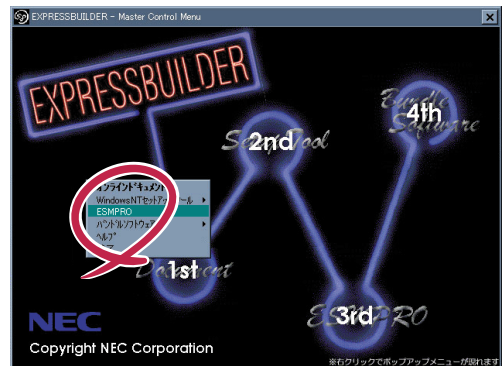 EXPRESSBUILDER - Master Control Menu
EXPRESSBUILDER
4th
Bundle
Software
2nd
Setup Tool
オンラインドキュメント
WindowsNTセットアップツール
ESMPRO
バンドルソフトウェア
ヘルプ
1st
Document
3rd
ESMPRO
NEC
Copyright NEC Corporation
※右クリックでポップアップメニューが現れます